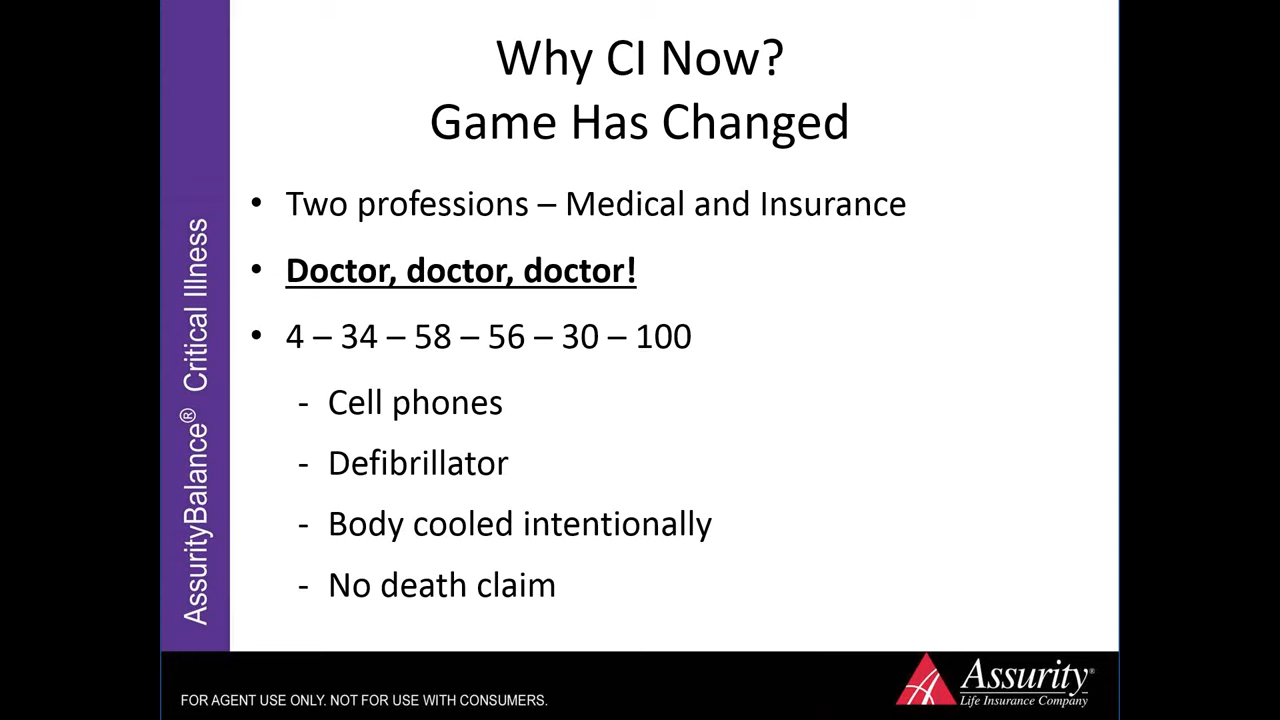 Why CI Now?
Game Has Changed
• Two professions – Medical and Insurance
• Doctor, doctor, doctor!
• 4 – 34 – 58 – 56 – 30 – 100
- Cell phones
- Defibrillator
- Body cooled intentionally
- No death claim
AssurityBalance® Critical Illness
FOR AGENT USE ONLY. NOT FOR USE WITH CONSUMERS.
Assurity®
Life Insurance Company